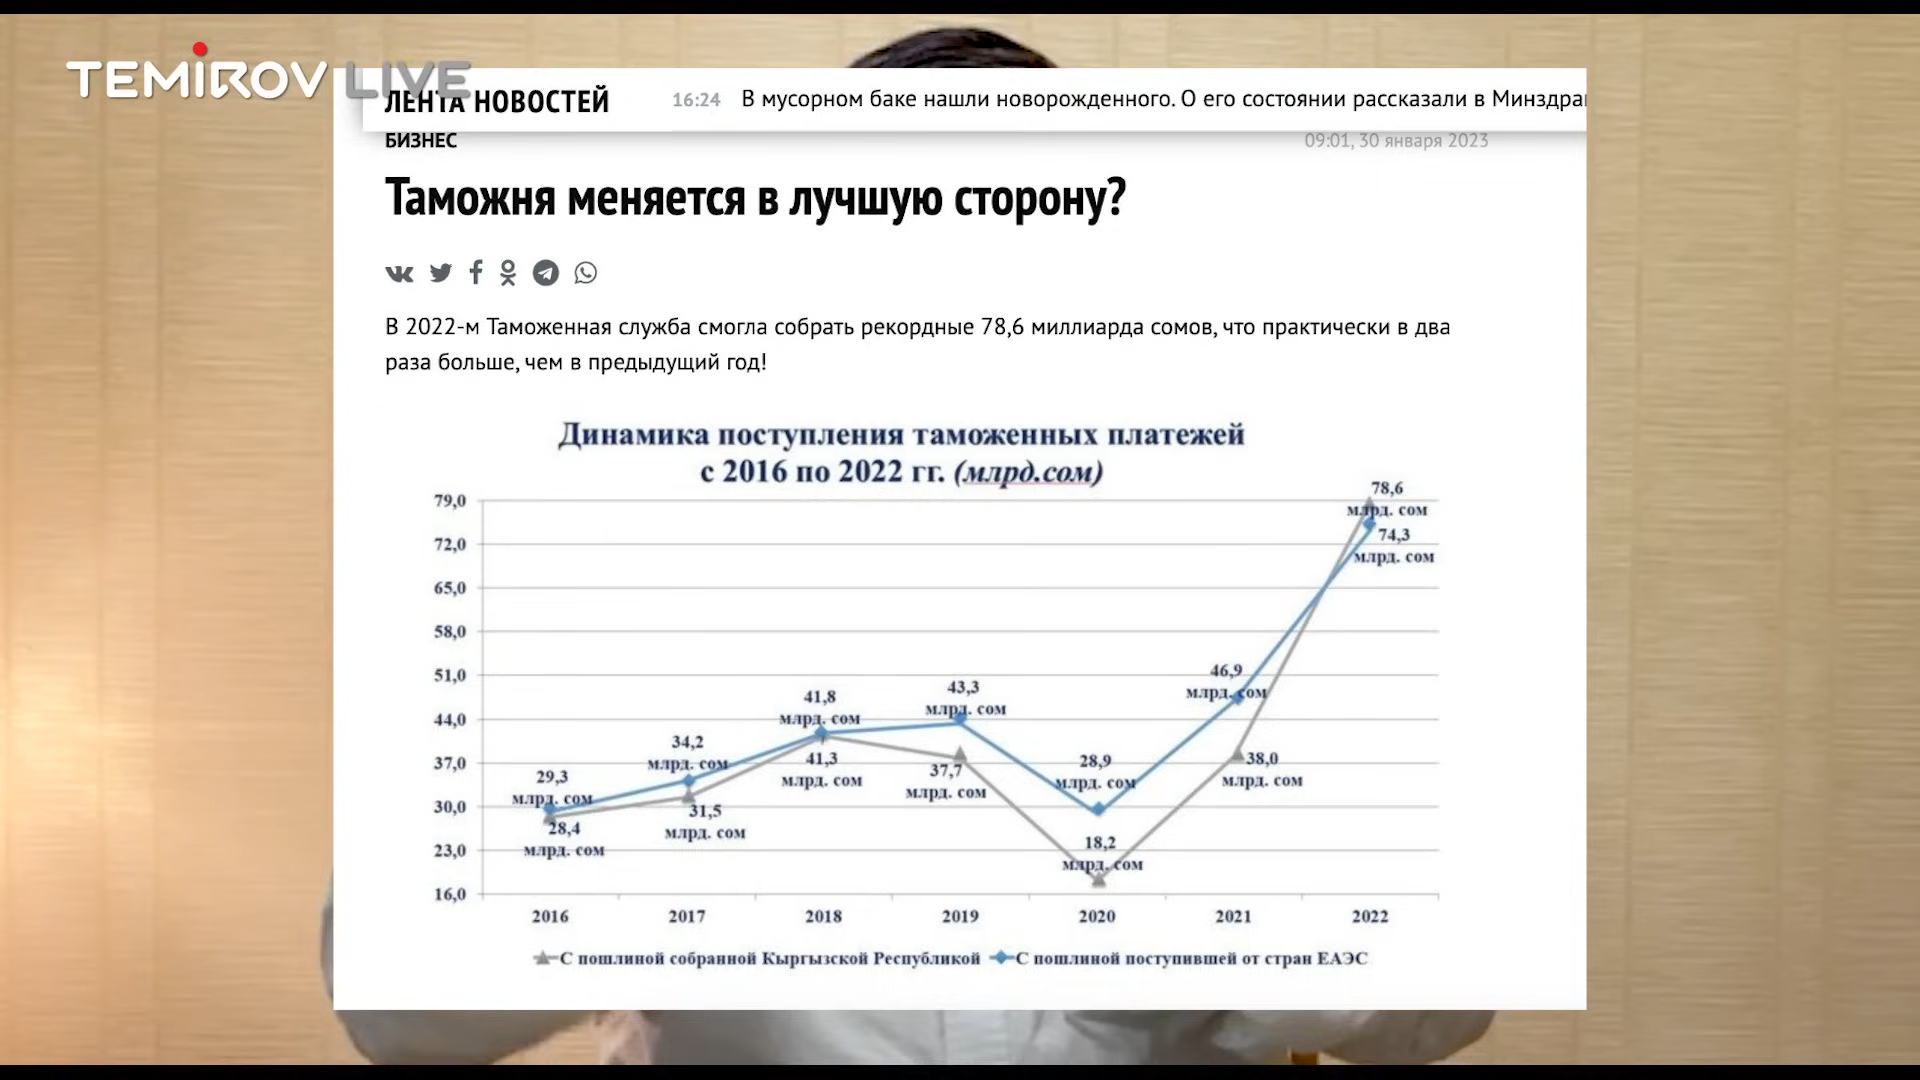 TEMIROV LIVE
ЛЕНТА НОВОСТЕЙ
16:24 В мусорном баке нашли новорожденного. О его состоянии рассказали в
БИЗНЕС
09:01, 30 января 2023
Таможня меняется в лучшую сторону?
В 2022-м Таможенная служба смогла собрать рекордные 78,6 миллиарда сомов, что практически в два
раза больше, чем в предыдущий год!
Динамика поступления таможенных платежей
с 2016 по 2022 гг. (млрд.сом)
79,0
72,0
65,0
58,0
51,0
44,0
37,0
30,0
23,0
16,0
29,3
млрд. сом
28,4
млрд. сом
34,2
млрд. сом
31,5
млрд. сом
41,8
млрд. сом
41,3
млрд. сом
43,3
млрд. сом
37,7
млрд. сом
28,9
млрд. сом
18,2
млрд. сом
46,9
млрд. сом
38,0
млрд. сом
78,6
млрд. сом
74,3
млрд. сом
2016 2017 2018 2019 2020 2021 2022
С пошлиной собранной Кыргызской Республикой С пошлиной поступившей от стран ЕАЭС